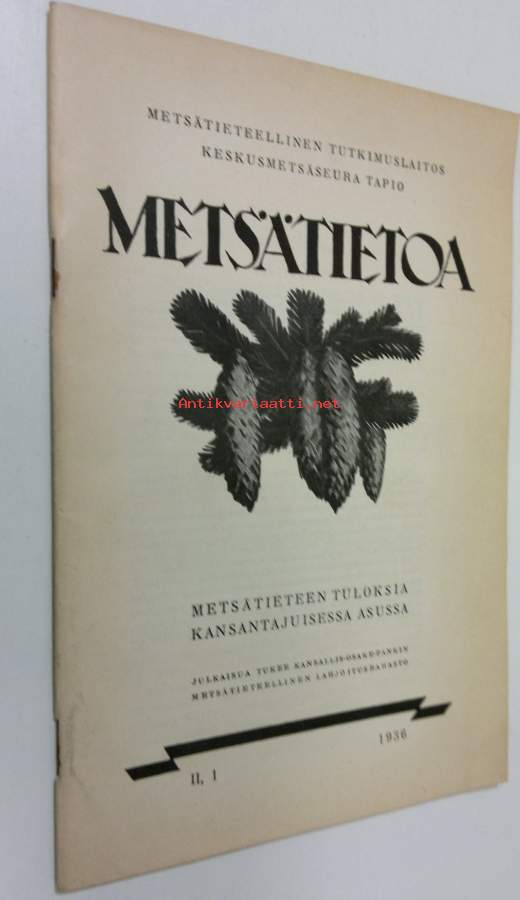 METSÄTIETEELLINEN TUTKIMUSLAITOS
KESKUSMETSÄSEURA TAPIO
METSÄTIETOA
Antikvariaatti.net
METSÄTIETEEN TULOKSIA
KANSANTAJUISESSA ASUSSA
JULKAISUA TUKEE KANSALLIS-OSAKE-PANKIN
METSÄTIETEELLINEN LAHJOITUSRAHASTO
II, 1
1936